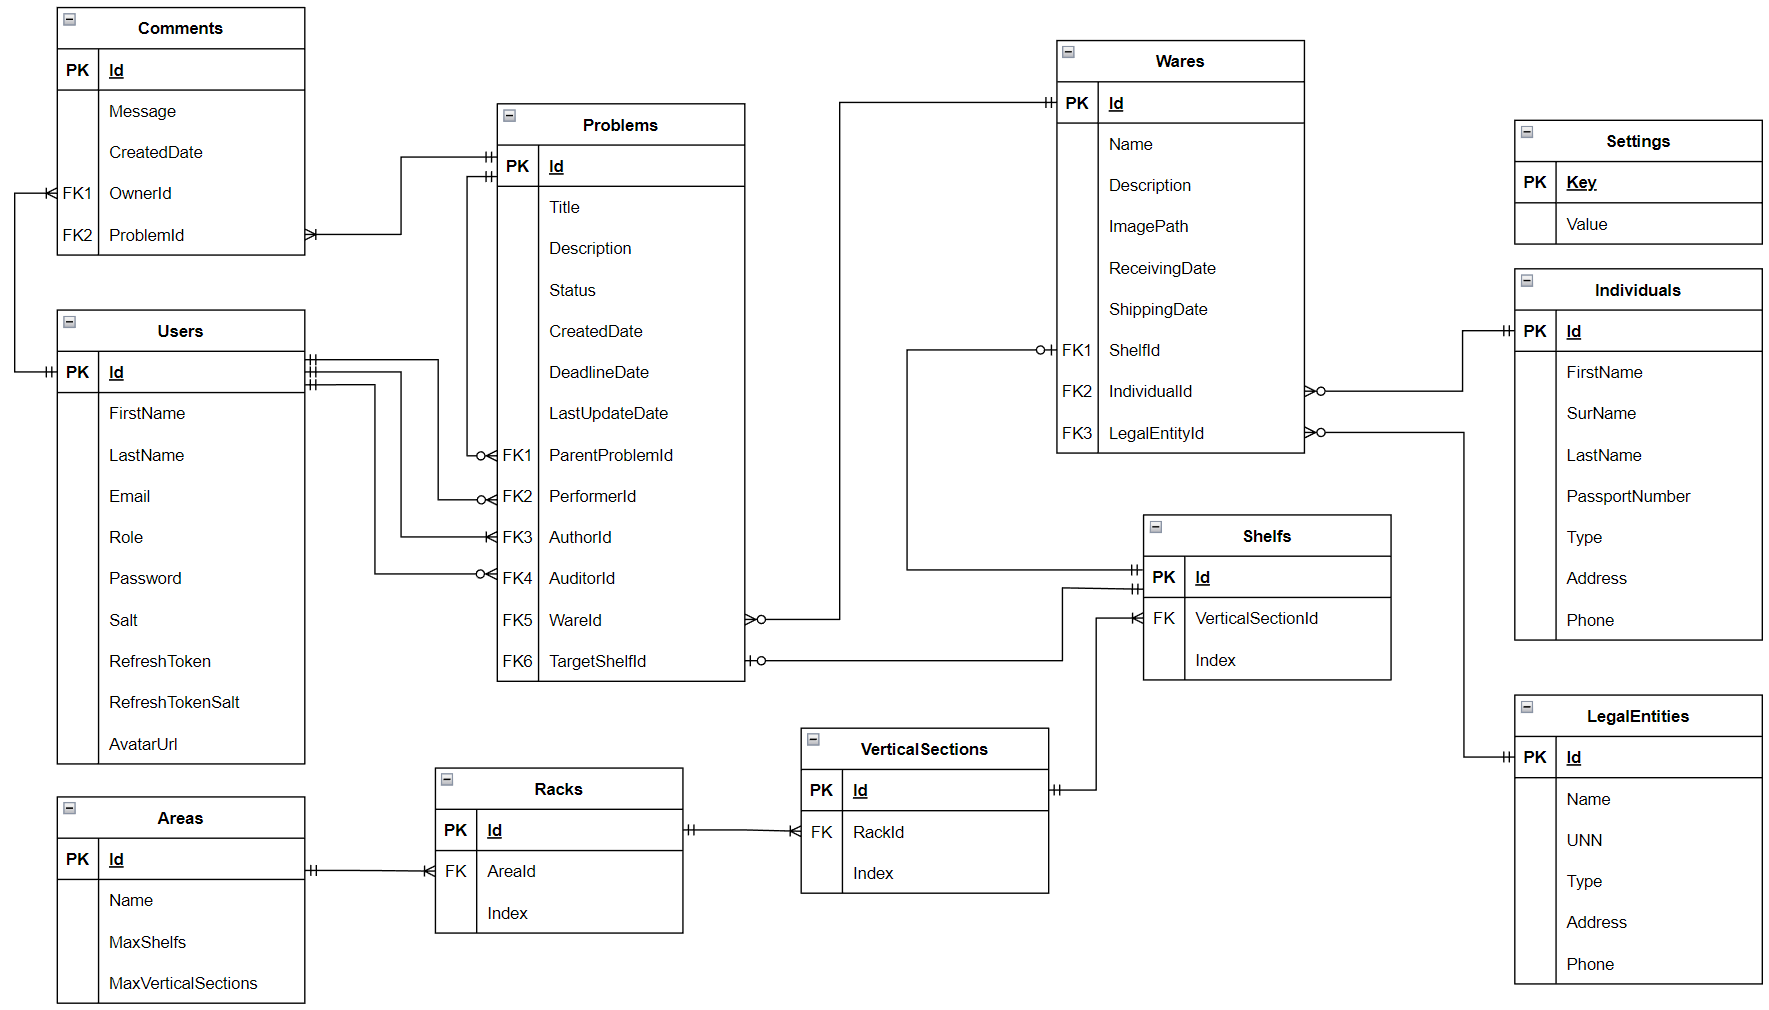 Comments
PK Id
Message
CreatedDate
FK1 OwnerId
FK2 ProblemId
Users
PK Id
FirstName
LastName
Email
Role
Password
Salt
RefreshToken
RefreshTokenSalt
AvatarUrl
Areas
PK Id
Name
MaxShelfs
MaxVerticalSections
Problems
PK Id
Title
Description
Status
CreatedDate
DeadlineDate
LastUpdateDate
FK1 ParentProblemId
FK2 PerformerId
FK3 AuthorId
FK4 AuditorId
FK5 WareId
FK6 TargetShelfId
Racks
PK Id
FK AreaId
Index
VerticalSections
PK Id
FK RackId
Index
Wares
PK Id
Name
Description
ImagePath
ReceivingDate
ShippingDate
FK1 ShelfId
FK2 IndividualId
FK3 LegalEntityId
Shelfs
PK Id
FK VerticalSectionId
Index
Settings
PK Key
Value
Individuals
PK Id
FirstName
SurName
LastName
PassportNumber
Type
Address
Phone
LegalEntities
PK Id
Name
UNN
Type
Address
Phone